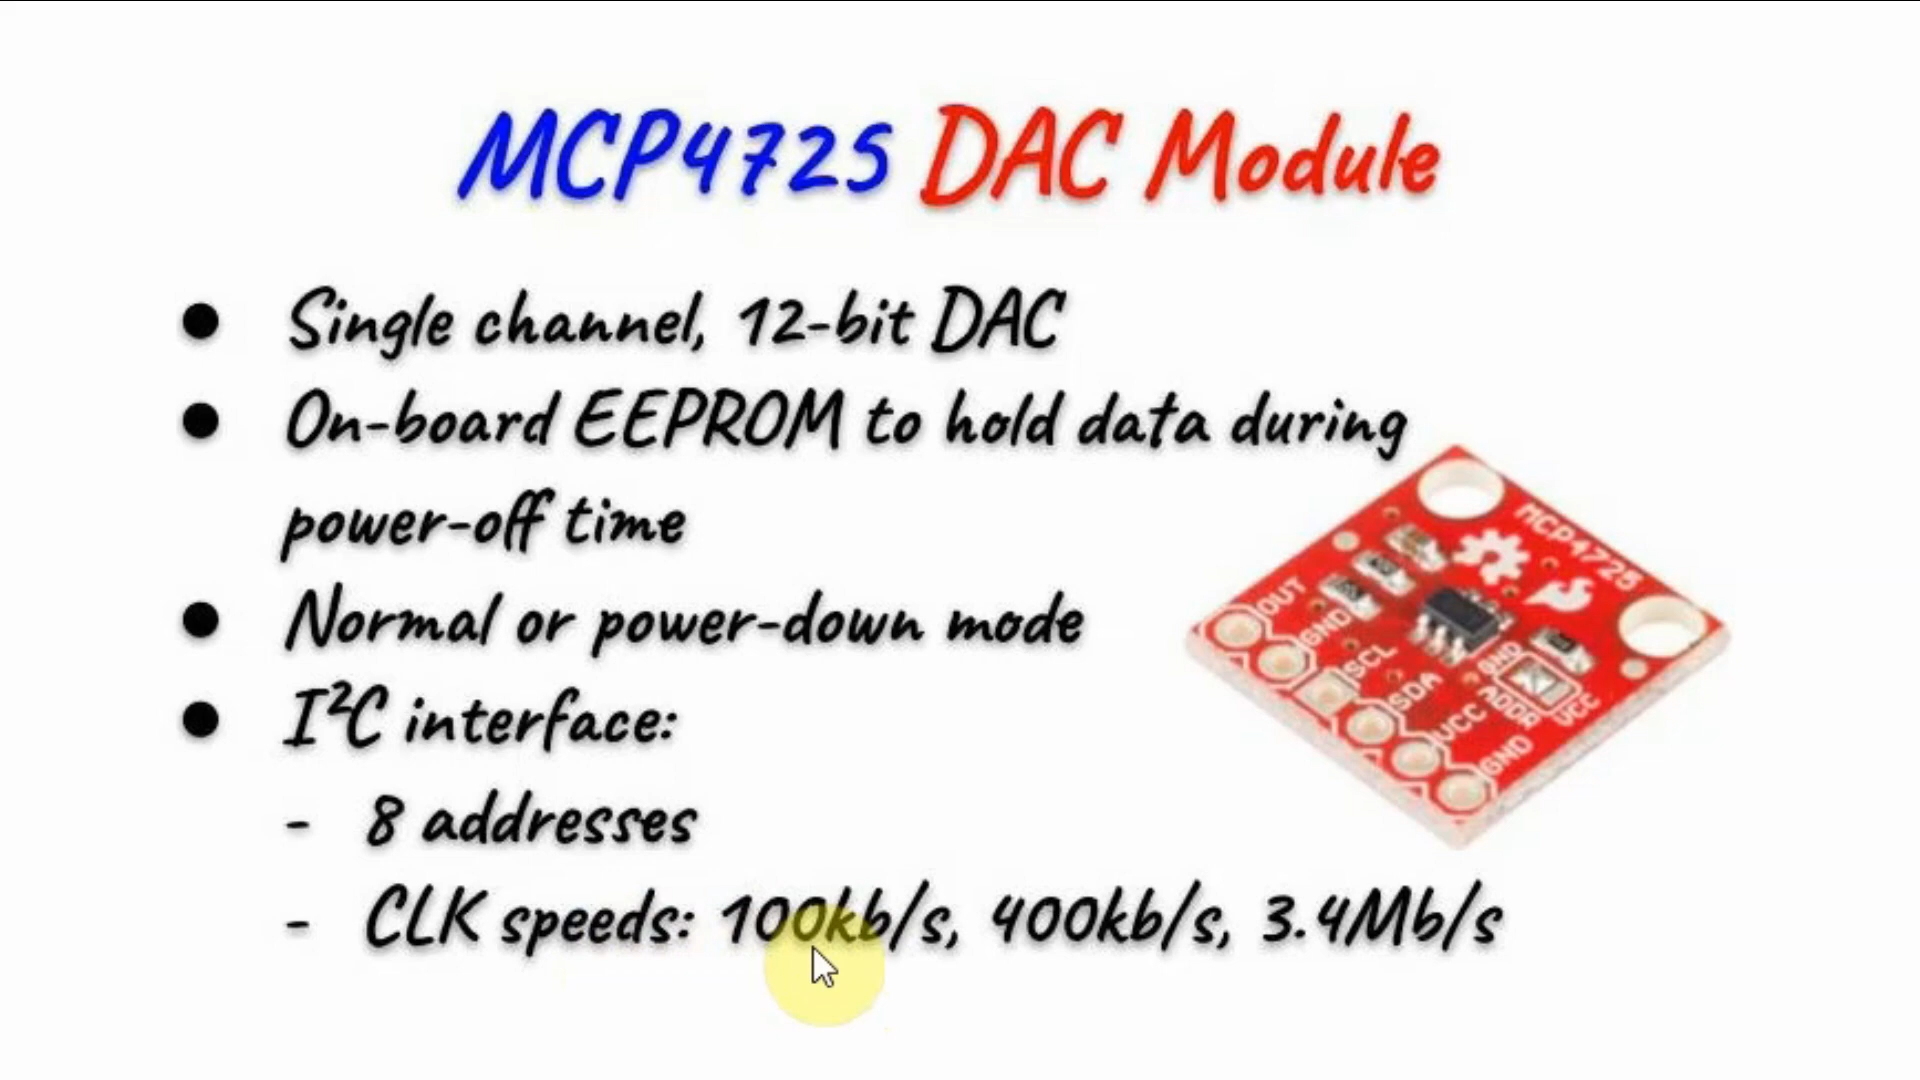 MCP4725 DAC Module
● Single channel, 12-bit DAC
● On-board EEPROM to hold data during
power-off time
● Normal or power-down mode
● I²C interface:
- 8 addresses
- CLK speeds: 100kb/s, 400kb/s, 3.4Mb/s
MCP4725
OUT
GND
SCL
SDA
VCC
GND
GND
ADDR
VCC